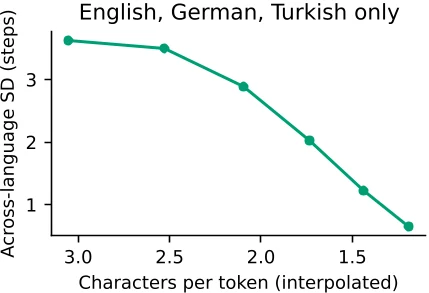 English, German, Turkish only
Across-language SD (steps)
3
2
1
3.0 2.5 2.0 1.5
Characters per token (interpolated)